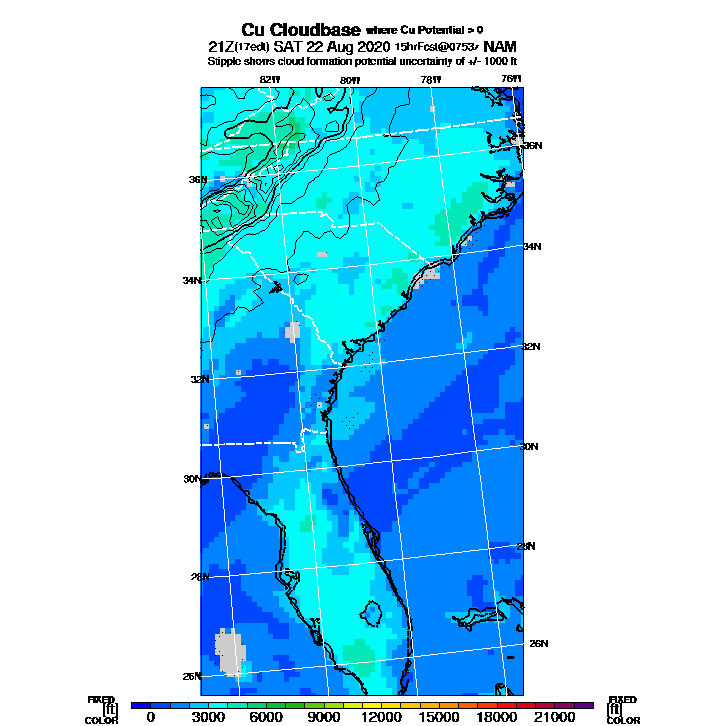 Cu Cloudbase where Cu Potential > 0
21Z(17edt) SAT 22 Aug 2020 15hrFcst@0753z NAM
Stipple shows cloud formation potential uncertainty of +/- 1000 ft
82W 80W 78W 76W
36N
36N
34N
34N
32N
32N
30N
30N
28N
28N
26N
26N
FIXED FIXED
[ft] [ft]
COLOR COLOR
0 3000 6000 9000 12000 15000 18000 21000